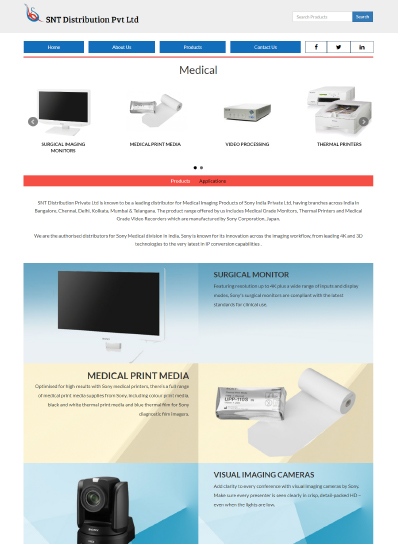 SNT Distribution Pvt Ltd
Search Products
Search
Home
About Us
Products
Contact Us
Medical
SURGICAL IMAGING
MONITORS
MEDICAL PRINT MEDIA
VIDEO PROCESSING
THERMAL PRINTERS
Products
Applications
SNT Distribution Private Ltd is known to be a leading distributor for Medical Imaging Products of Sony India Private Ltd, having branches across India in
Bangalore, Chennai, Delhi, Kolkata, Mumbai & Telangana. The product range offered by us includes Medical Grade Monitors, Thermal Printers and Medical
Grade Video Recorders which are manufactured by Sony Corporation, Japan.
We are the authorised distributors for Sony Medical division in India. Sony is known for its innovation across the imaging workflow, from leading 4K and 3D
technologies to the very latest in IP conversion capabilities .
SURGICAL MONITOR
Featuring resolution up to 4K plus a wide range of inputs and display
modes, Sony's surgical monitors are compliant with the latest
standards for clinical use.
MEDICAL PRINT MEDIA
Optimised for high results with Sony medical printers, there's a full range
of medical print media supplies from Sony, including colour print media,
black and white thermal print media and blue thermal film for Sony
diagnostic film imagers.
UPP-110S
VISUAL IMAGING CAMERAS
Add clarity to every conference with visual imaging cameras by Sony.
Make sure every presenter is seen clearly in crisp, detail-packed HD –
even when the lights are low.